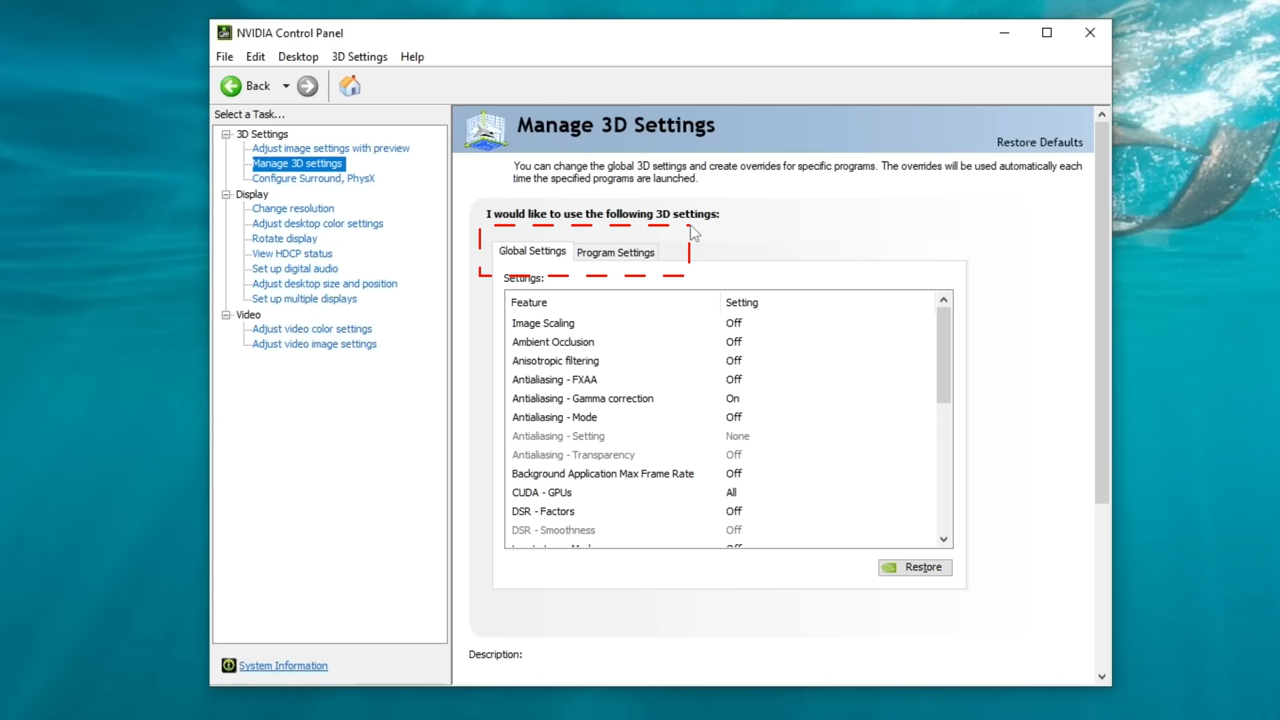 NVIDIA Control Panel
File Edit Desktop 3D Settings Help
Back
Select a Task...
3D Settings
Adjust image settings with preview
Manage 3D settings
Configure Surround, PhysX
Display
Change resolution
Adjust desktop color settings
Rotate display
View HDCP status
Set up digital audio
Adjust desktop size and position
Set up multiple displays
Video
Adjust video color settings
Adjust video image settings
System Information
Manage 3D Settings
Restore Defaults
You can change the global 3D settings and create overrides for specific programs. The overrides will be used automatically each
time the specified programs are launched.
I would like to use the following 3D settings:
Global Settings Program Settings
Settings:
Feature Setting
Image Scaling Off
Ambient Occlusion Off
Anisotropic filtering Off
Antialiasing - FXAA Off
Antialiasing - Gamma correction On
Antialiasing - Mode Off
Antialiasing - Setting None
Antialiasing - Transparency Off
Background Application Max Frame Rate Off
CUDA - GPUs All
DSR - Factors Off
DSR - Smoothness Off
Restore
Description: